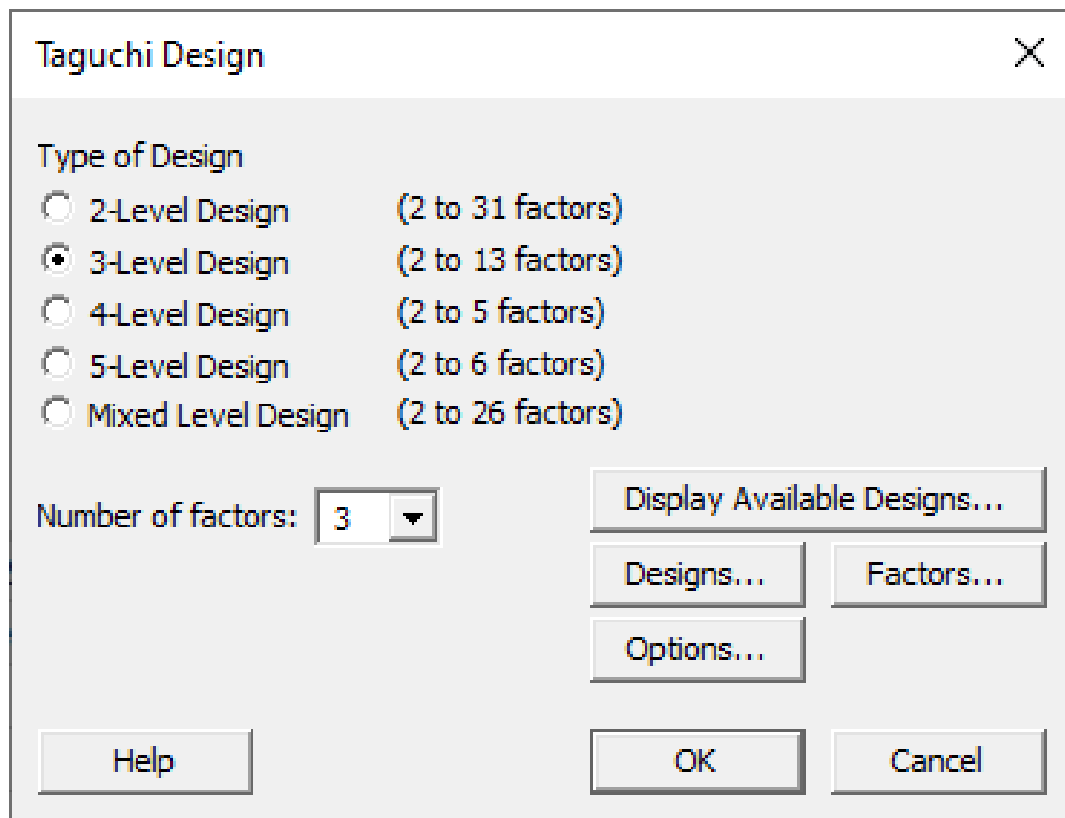 Taguchi Design
Type of Design
2-Level Design (2 to 31 factors)
3-Level Design (2 to 13 factors)
4-Level Design (2 to 5 factors)
5-Level Design (2 to 6 factors)
Mixed Level Design (2 to 26 factors)
Number of factors: 3
Display Available Designs...
Designs... Factors...
Options...
Help OK Cancel